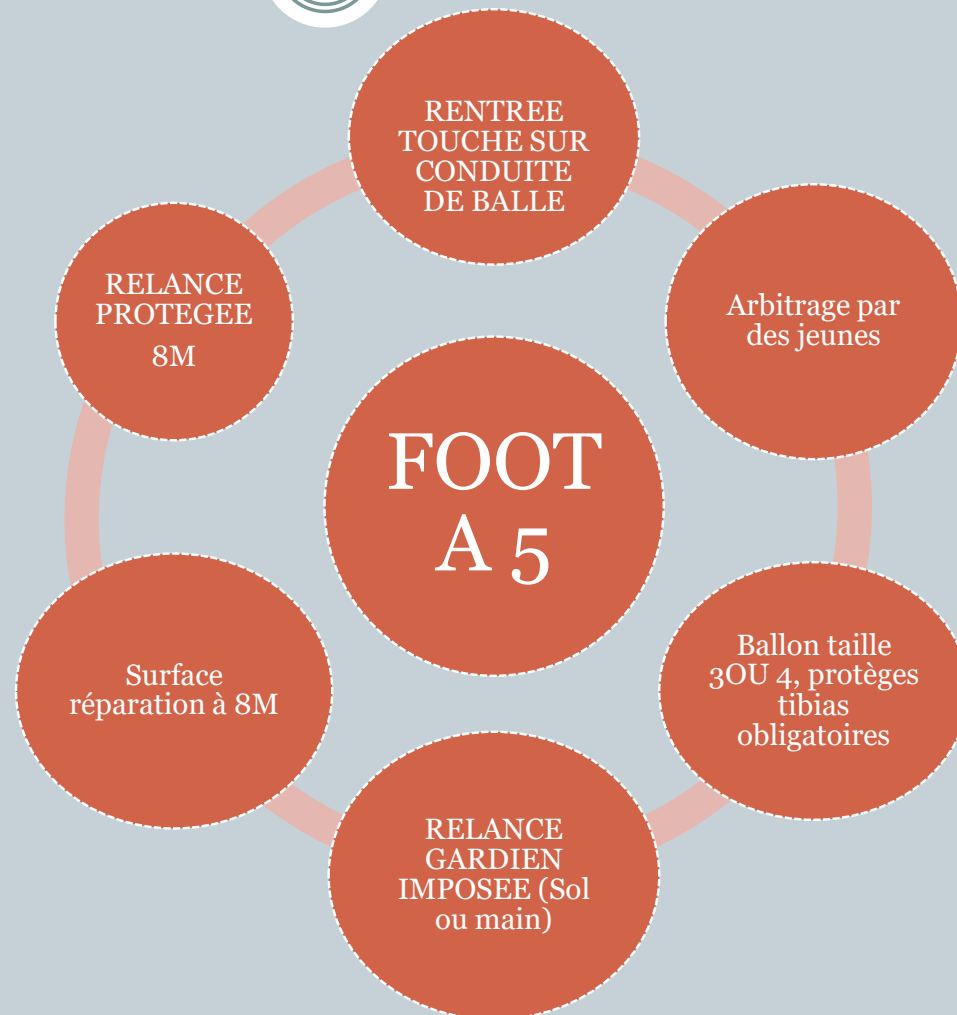 RENTREE
TOUCHE SUR
CONDUITE
DE BALLE
Arbitrage par
des jeunes
Ballon taille
3OU 4, protèges
tibias
obligatoires
RELANCE
GARDIEN
IMPOSEE (Sol
ou main)
Surface
réparation à 8M
RELANCE
PROTEGEE
8M
FOOT
A 5